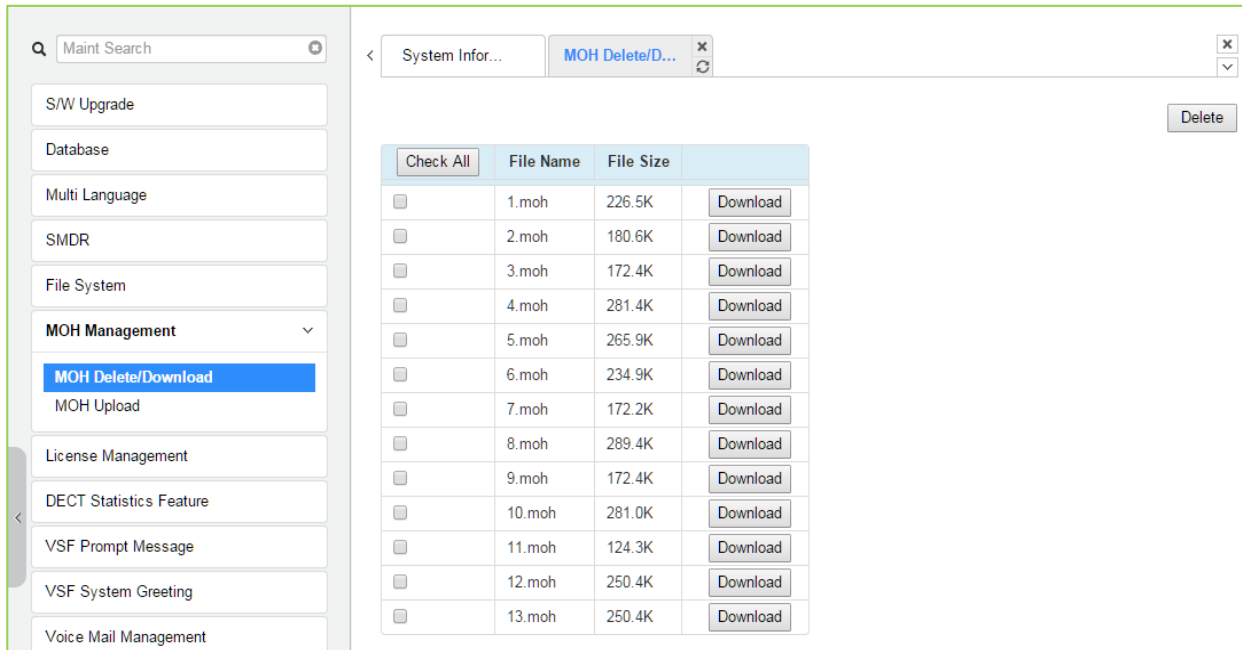 Maint Search
S/W Upgrade
Database
Multi Language
SMDR
File System
MOH Management
MOH Delete/Download
MOH Upload
License Management
DECT Statistics Feature
VSF Prompt Message
VSF System Greeting
Voice Mail Management
System Infor...
MOH Delete/D...
Delete
Check All File Name File Size
1.moh 226.5K Download
2.moh 180.6K Download
3.moh 172.4K Download
4.moh 281.4K Download
5.moh 265.9K Download
6.moh 234.9K Download
7.moh 172.2K Download
8.moh 289.4K Download
9.moh 172.4K Download
10.moh 281.0K Download
11.moh 124.3K Download
12.moh 250.4K Download
13.moh 250.4K Download